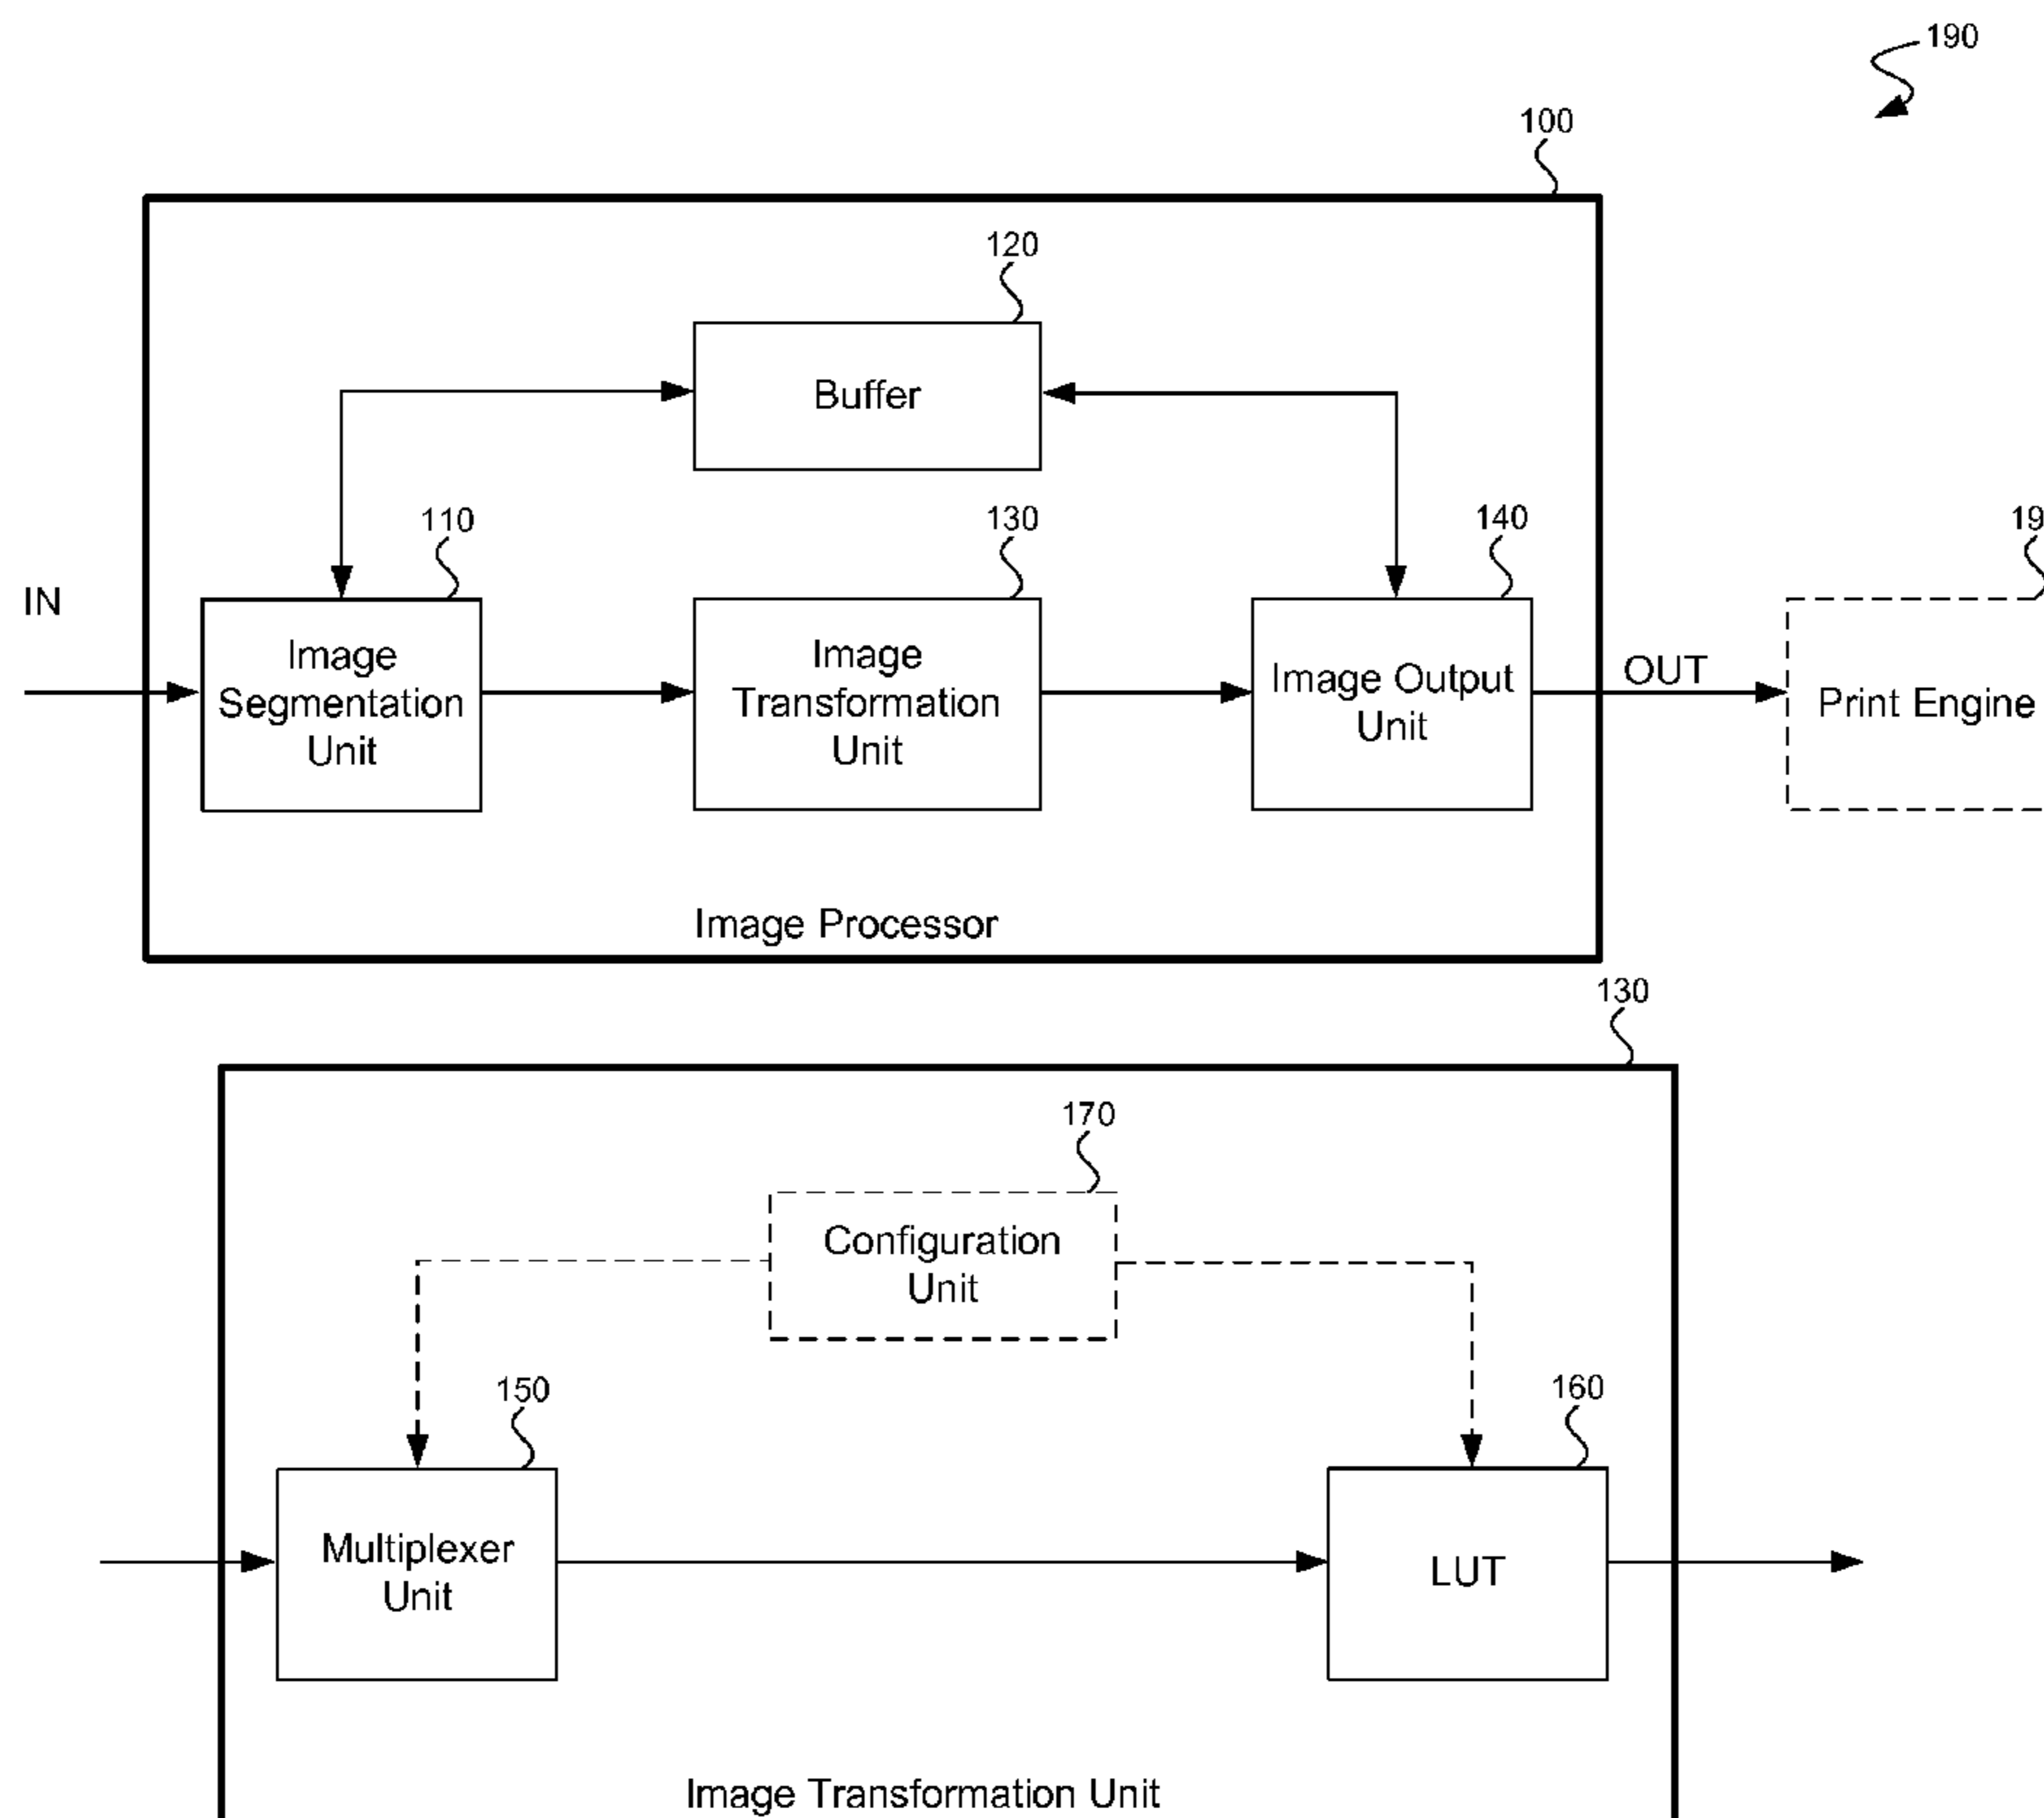 190
100
120
Buffer
110
130
140
19
IN
Image
Segmentation
Unit
Image
Transformation
Unit
Image Output
Unit
OUT
Print Engine
Image Processor
130
170
Configuration
Unit
150
160
Multiplexer
Unit
LUT
Image Transformation Unit